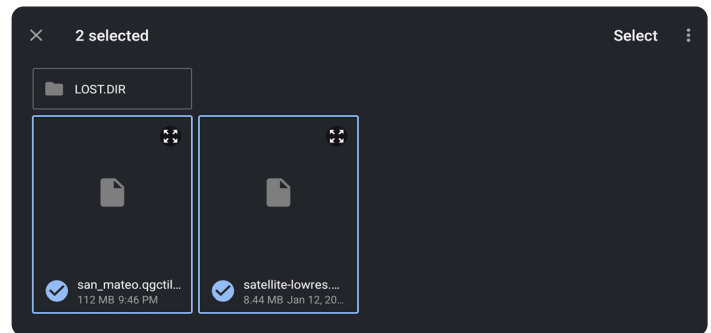 2 selected
Select
LOST.DIR
san_mateo.qgctil...
112 MB 9:46 PM
satellite-lowres....
8.44 MB Jan 12, 20...